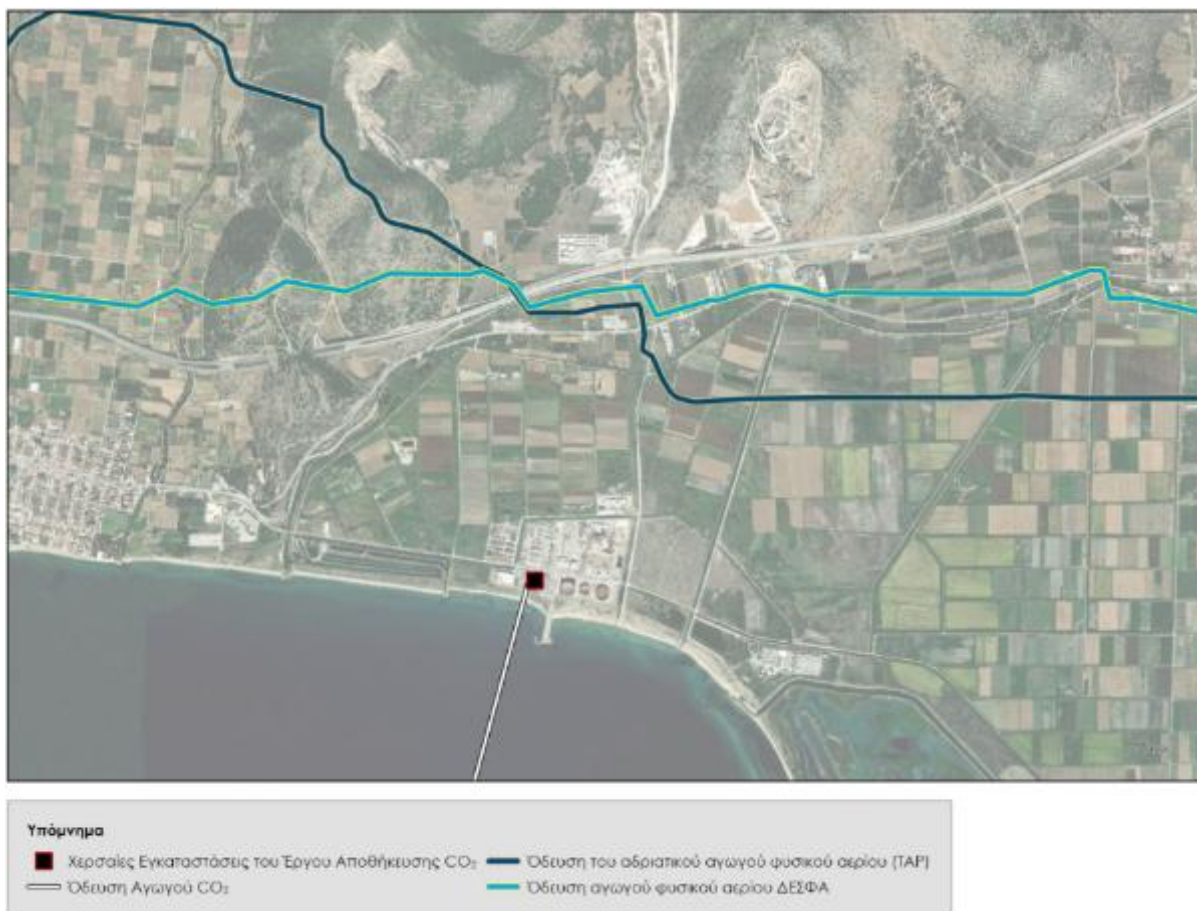 Υπόμνημα
Χερσαίες Εγκαταστάσεις του Έργου Αποθήκευσης CO₂
Όδευση Αγωγού CO₂
Όδευση του αδριατικού αγωγού φυσικού αερίου (TAP)
Όδευση αγωγού φυσικού αερίου ΔΕΣΦΑ